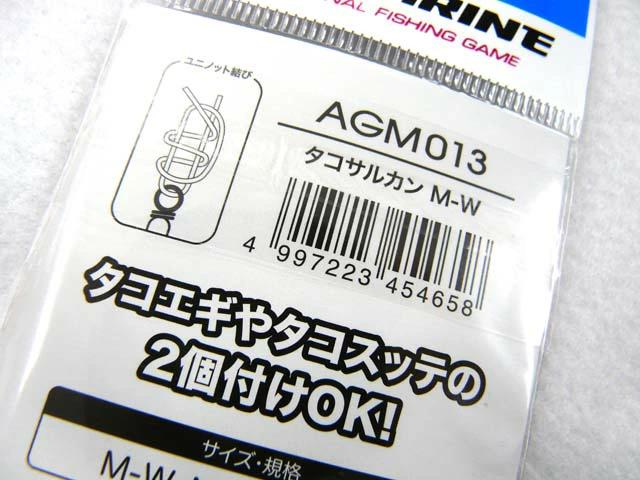 NAL FISHING GAME
ユニノット結び
AGM013
タコサルカン M-W
4 997223 454658
タコエギやタコスッテの
2個付けOK!
サイズ・規格
M-W